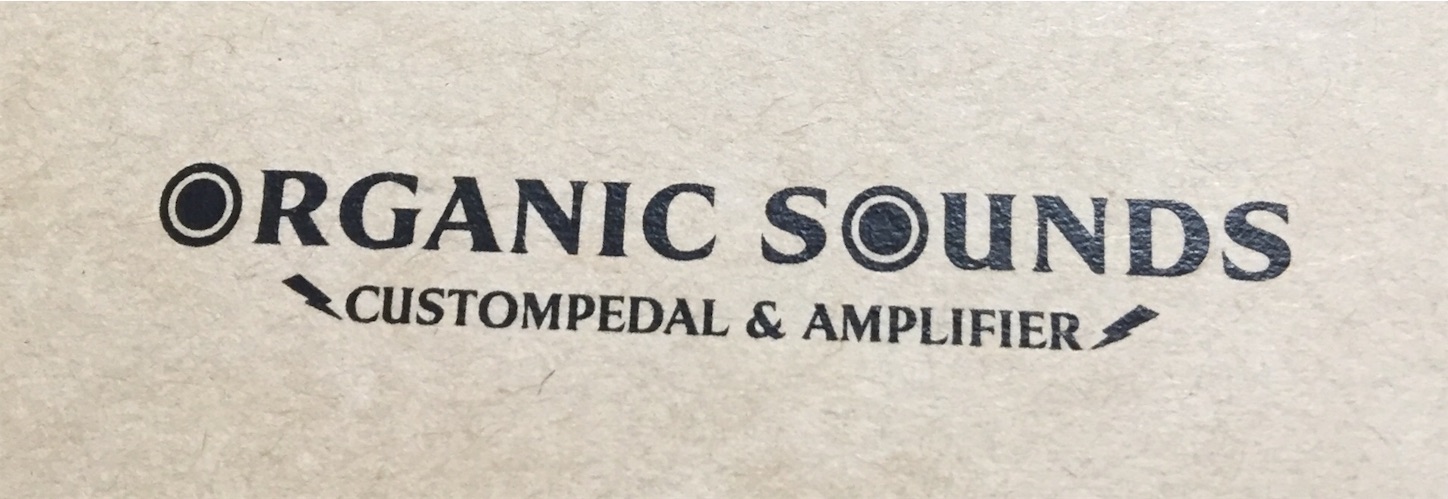 ORGANIC SOUNDS
CUSTOMPEDAL & AMPLIFIER